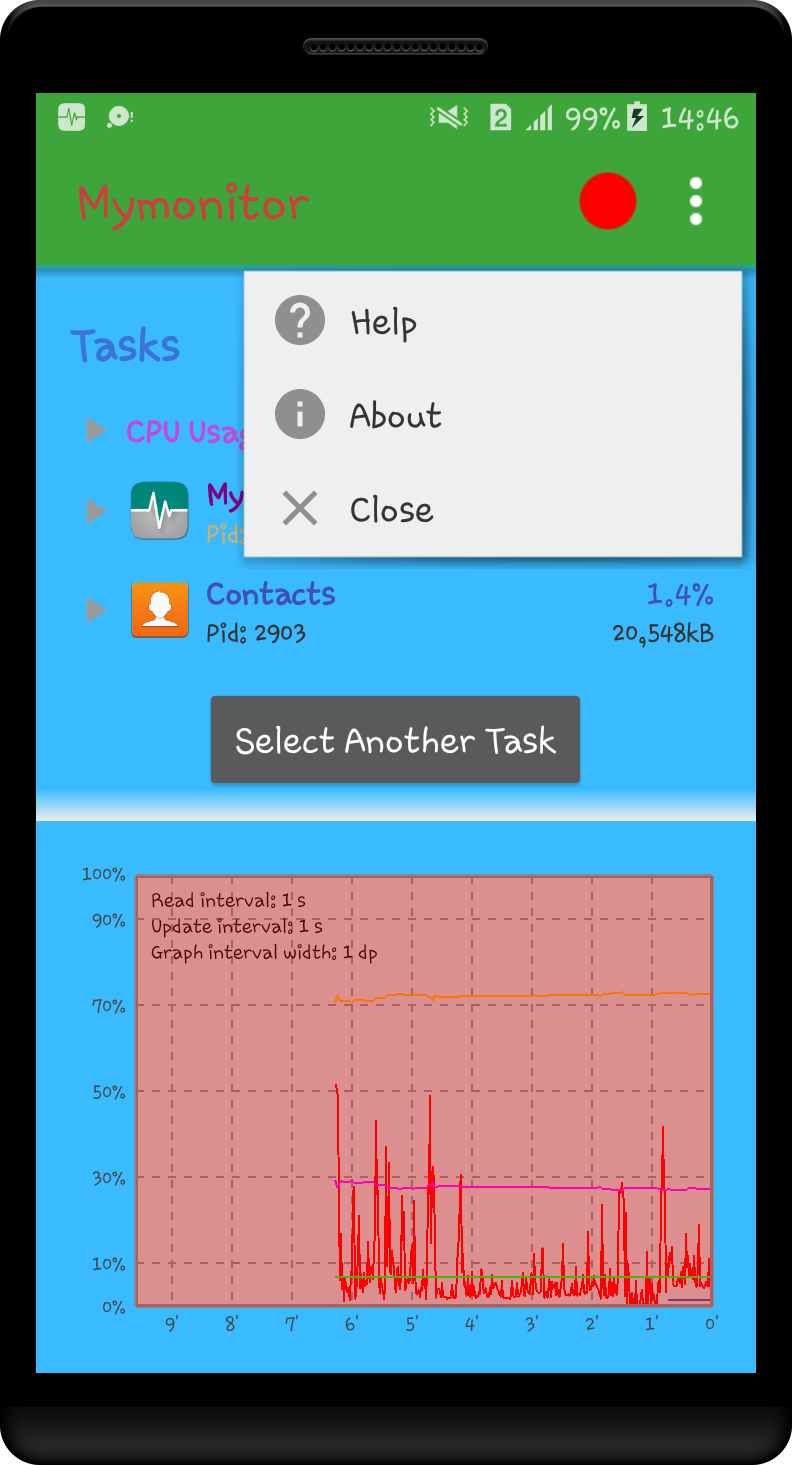 2 99% 14:46
Mymonitor
Help
Tasks
About
CPU Usag
My
Close
Pid:
Contacts 1.4%
Pid: 2903 20,548kB
Select Another Task
100%
Read interval: 1 s
90%
Update interval: 1 s
Graph interval width: 1 dp
70%
50%
30%
10%
0%
9' 8' 7' 6' 5' 4' 3' 2' 1' 0'